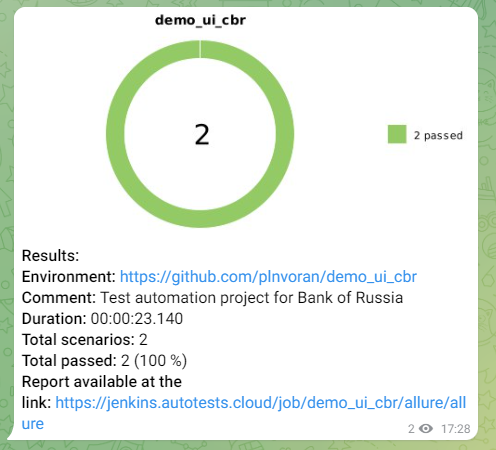 demo_ui_cbr
2
2 passed
Results:
Environment: https://github.com/plnvoran/demo_ui_cbr
Comment: Test automation project for Bank of Russia
Duration: 00:00:23.140
Total scenarios: 2
Total passed: 2 (100 %)
Report available at the
link: https://jenkins.autotests.cloud/job/demo_ui_cbr/allure/all
ure
2 17:28